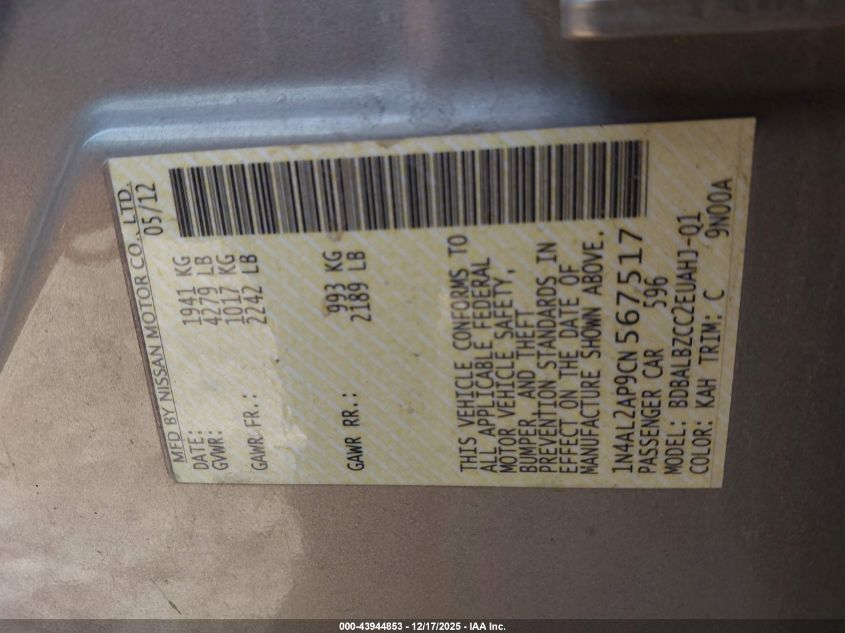 MFD BY NISSAN MOTOR CO., LTD.
DATE: 05/12
GVWR: 1941 KG
4279 LB
GAWR FR.: 1017 KG
2242 LB
GAWR RR.: 993 KG
2189 LB
THIS VEHICLE CONFORMS TO
ALL APPLICABLE FEDERAL
MOTOR VEHICLE SAFETY,
BUMPER, AND THEFT
PREVENTION STANDARDS IN
EFFECT ON THE DATE OF
MANUFACTURE SHOWN ABOVE.
1N4AL2AP9CN567517
PASSENGER CAR 596
MODEL: BDBALBZCC2EUAHJ-Q1
COLOR: KAH TRIM: C 9N00A
000-43944853 - 12/17/2025 - IAA Inc.